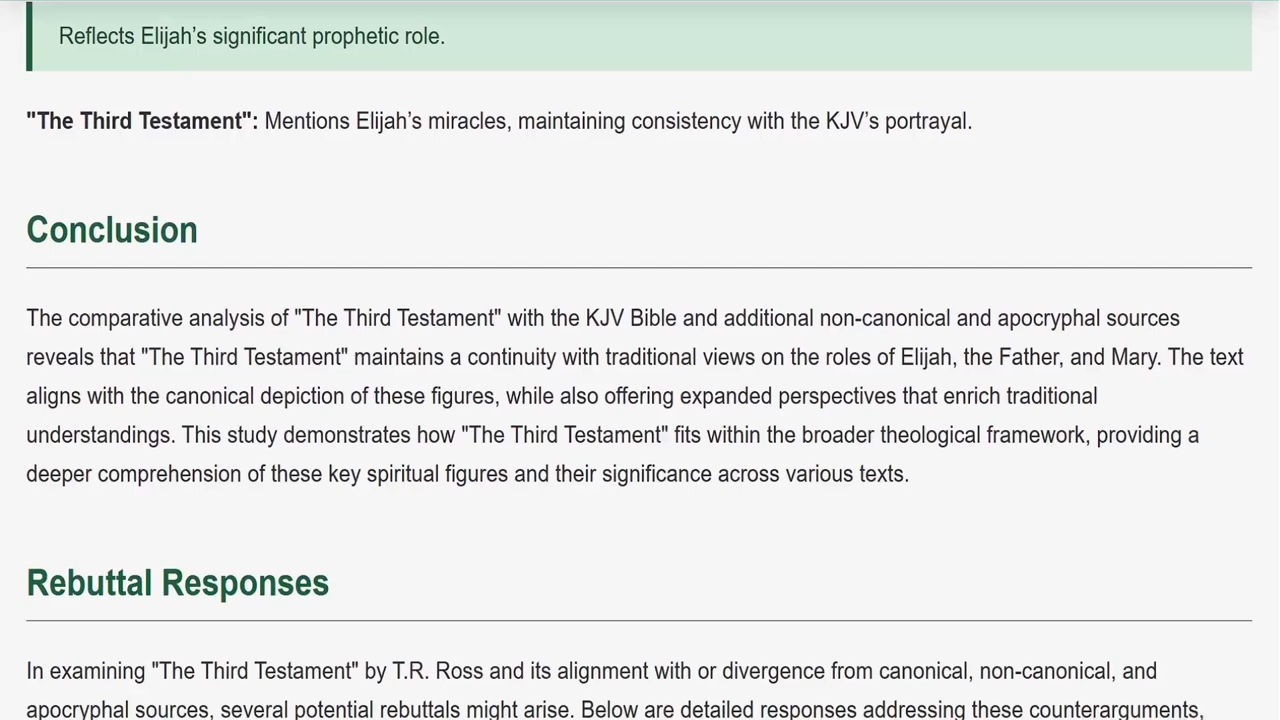 Reflects Elijah’s significant prophetic role.
"The Third Testament": Mentions Elijah’s miracles, maintaining consistency with the KJV’s portrayal.
Conclusion
The comparative analysis of "The Third Testament" with the KJV Bible and additional non-canonical and apocryphal sources
reveals that "The Third Testament" maintains a continuity with traditional views on the roles of Elijah, the Father, and Mary. The text
aligns with the canonical depiction of these figures, while also offering expanded perspectives that enrich traditional
understandings. This study demonstrates how "The Third Testament" fits within the broader theological framework, providing a
deeper comprehension of these key spiritual figures and their significance across various texts.
Rebuttal Responses
In examining "The Third Testament" by T.R. Ross and its alignment with or divergence from canonical, non-canonical, and
apocryphal sources, several potential rebuttals might arise. Below are detailed responses addressing these counterarguments,